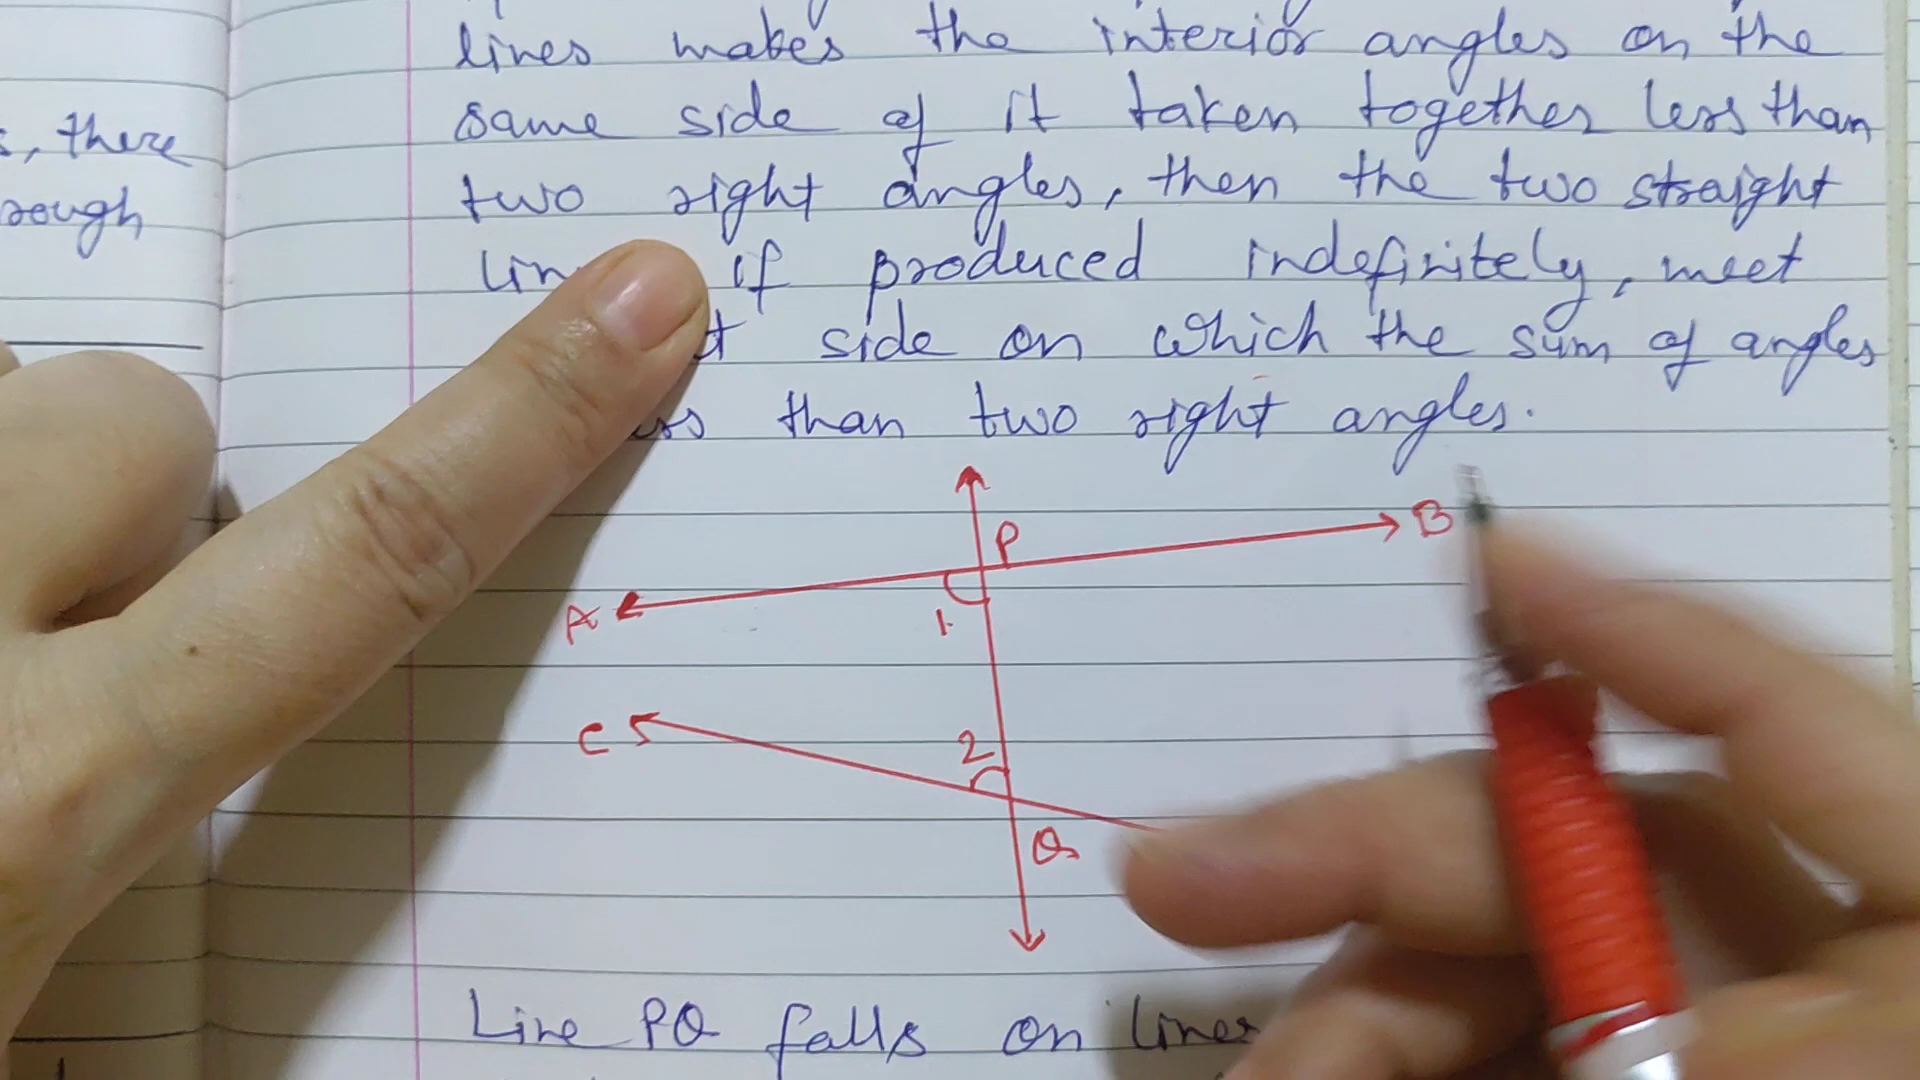 s, there
rough
lines makes the interior angles on the
same side of it taken together less than
two right angles, then the two straight
if produced indefinitely, meet
side on which the sum of angles
than two right angles.
P
B
A
1.
C
2
Q
Line PQ falls on lines